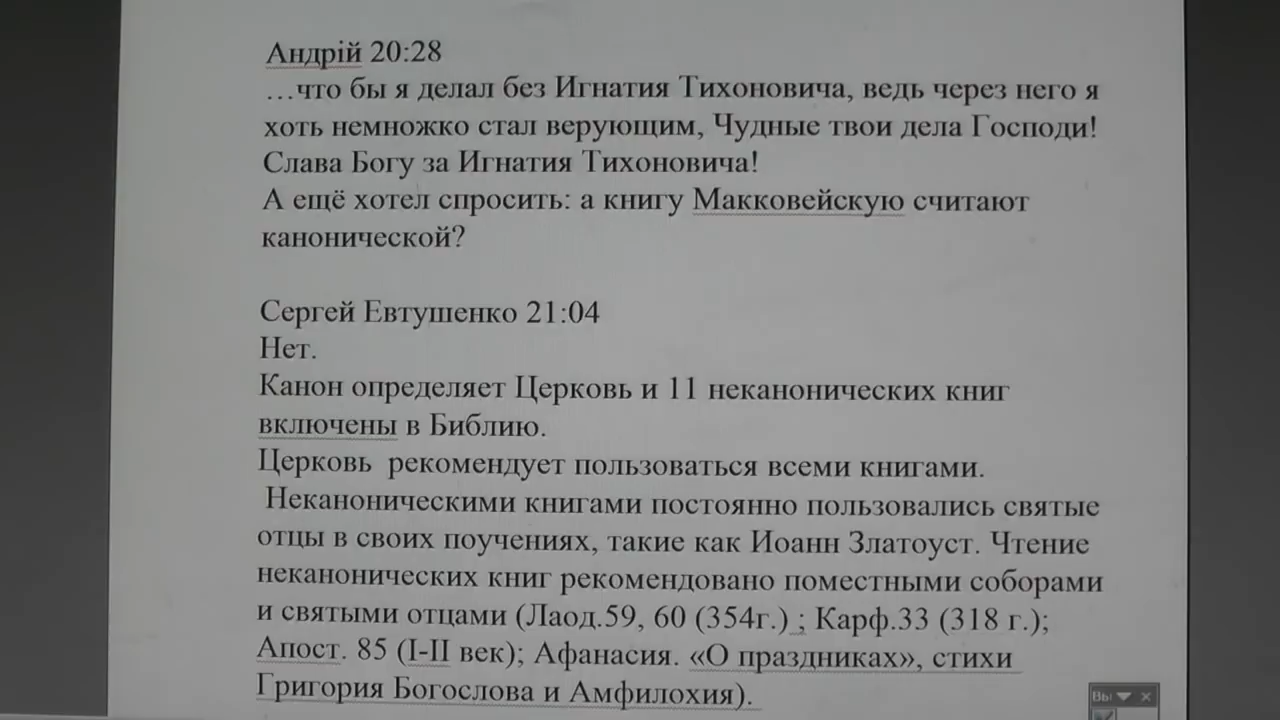 Андрій 20:28
…что бы я делал без Игнатия Тихоновича, ведь через него я
хоть немножко стал верующим, Чудные твои дела Господи!
Слава Богу за Игнатия Тихоновича!
А ещё хотел спросить: а книгу Макковейскую считают
канонической?
Сергей Евтушенко 21:04
Нет.
Канон определяет Церковь и 11 неканонических книг
включены в Библию.
Церковь  рекомендует пользоваться всеми книгами.
Неканоническими книгами постоянно пользовались святые
отцы в своих поучениях, такие как Иоанн Златоуст. Чтение
неканонических книг рекомендовано поместными соборами
и святыми отцами (Лаод.59, 60 (354г.) ; Карф.33 (318 г.);
Апост. 85 (I-II век); Афанасия. «О праздниках», стихи
Григория Богослова и Амфилохия).
Вы